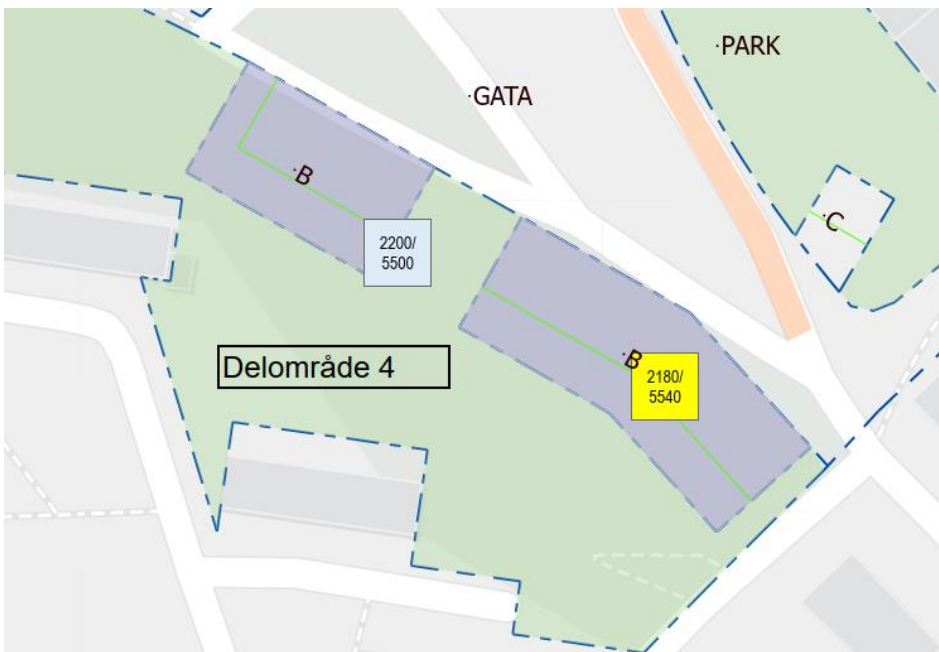 ·PARK
·GATA
·B
·C
2200/
5500
·B
Delområde 4
2180/
5540